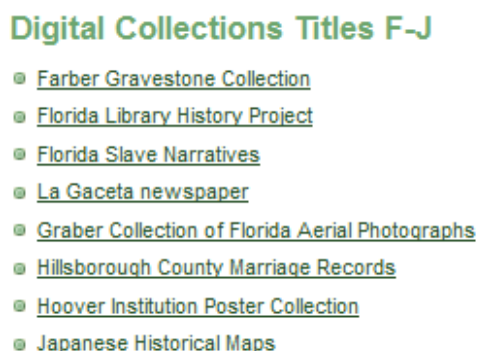 Digital Collections Titles F-J
Farber Gravestone Collection
Florida Library History Project
Florida Slave Narratives
La Gaceta newspaper
Graber Collection of Florida Aerial Photographs
Hillsborough County Marriage Records
Hoover Institution Poster Collection
Japanese Historical Maps